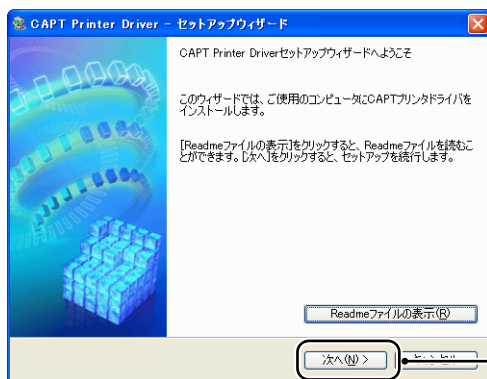 CAPT Printer Driver - セットアップウィザード
CAPT Printer Driverセットアップウィザードへようこそ
このウィザードでは、ご使用のコンピュータにCAPTプリンタドライバを
インストールします。
[Readmeファイルの表示]をクリックすると、Readmeファイルを読むこ
とができます。[次へ]をクリックすると、セットアップを続行します。
Readmeファイルの表示(R)
次へ(N) >